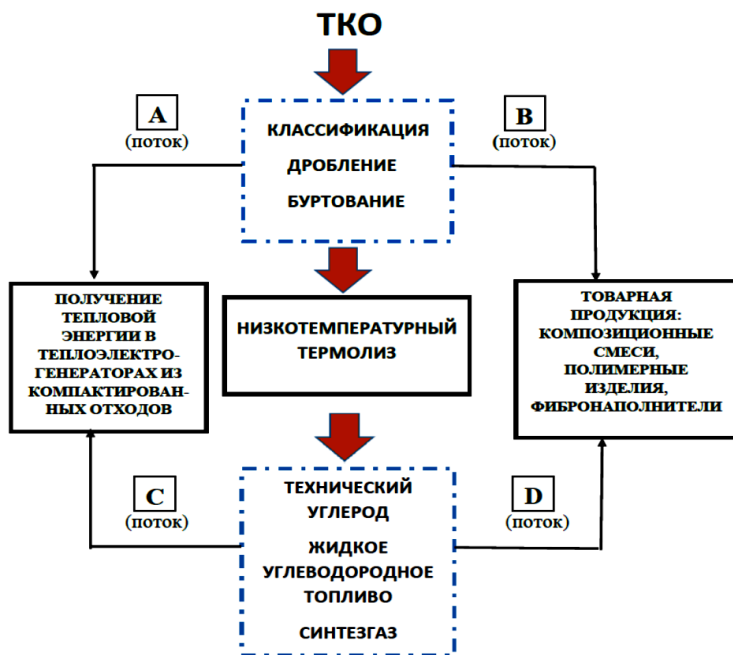 ТКО
A
(поток)
B
(поток)
КЛАССИФИКАЦИЯ
ДРОБЛЕНИЕ
БУРТОВАНИЕ
ПОЛУЧЕНИЕ
ТЕПЛОВОЙ
ЭНЕРГИИ В
ТЕПЛОЭЛЕКТРО-
ГЕНЕРАТОРАХ ИЗ
КОМПАКТИРОВАН-
НЫХ ОТХОДОВ
НИЗКОТЕМПЕРАТУРНЫЙ
ТЕРМОЛИЗ
ТОВАРНАЯ
ПРОДУКЦИЯ:
КОМПОЗИЦИОННЫЕ
СМЕСИ,
ПОЛИМЕРНЫЕ
ИЗДЕЛИЯ,
ФИБРОНАПОЛНИТЕЛИ
C
(поток)
D
(поток)
ТЕХНИЧЕСКИЙ
УГЛЕРОД
ЖИДКОЕ
УГЛЕВОДОРОДНОЕ
ТОПЛИВО
СИНТЕЗГАЗ